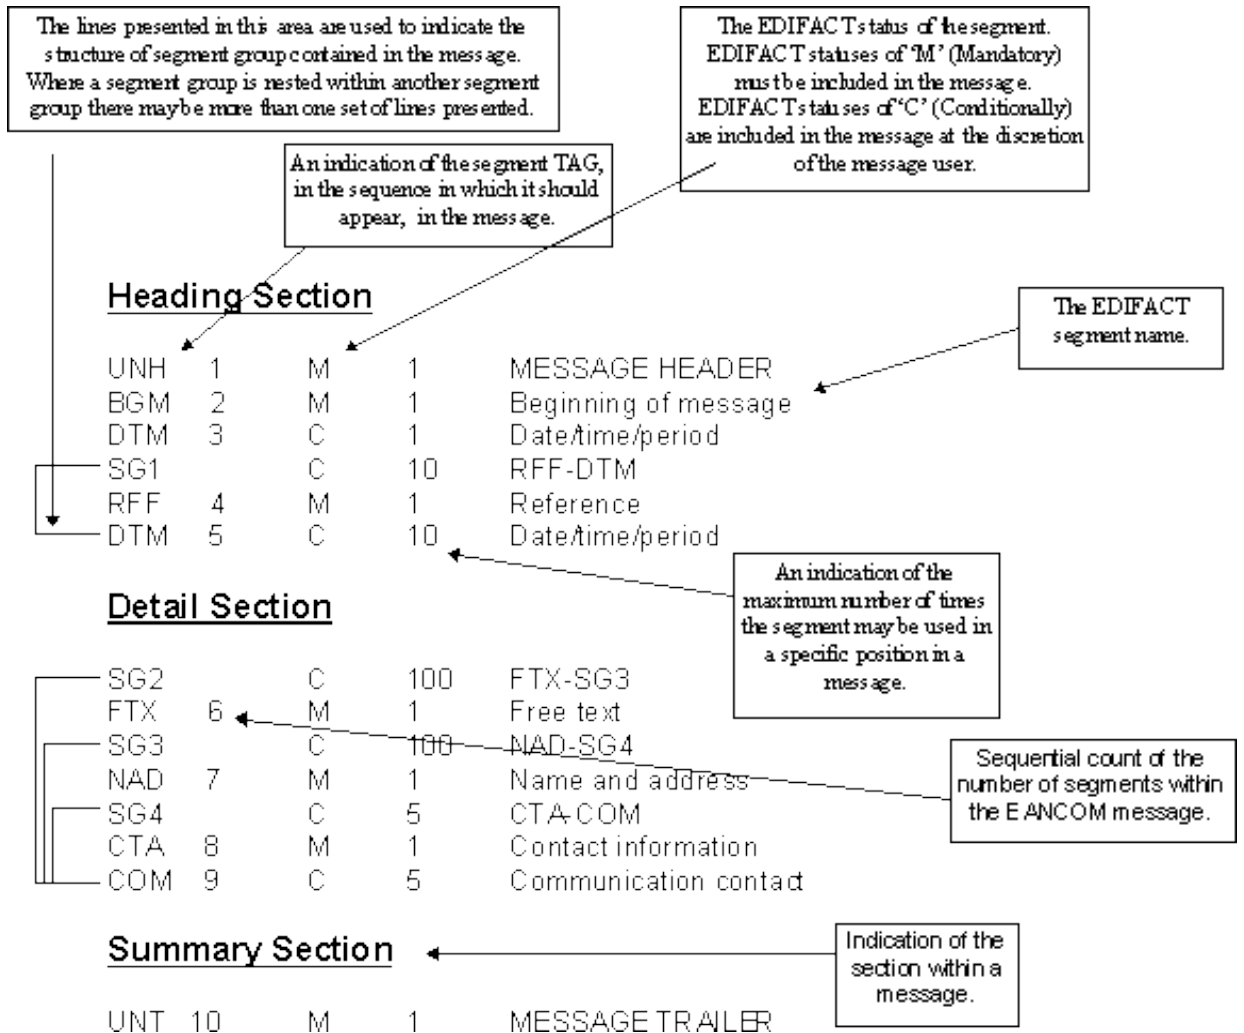 The lines presented in this area are used to indicate the
structure of segment group contained in the message.
Where a segment group is nested within another segment
group there may be more than one set of lines presented.
The EDIFACT status of the segment.
EDIFACT statuses of ‘M’ (Mandatory)
must be included in the message.
EDIFACT statuses of ‘C’ (Conditionally)
are included in the message at the discretion
of the message user.
An indication of the segment TAG,
in the sequence in which it should
appear, in the message.
Heading Section
The EDIFACT
segment name.
UNH 1 M 1 MESSAGE HEADER
BGM 2 M 1 Beginning of message
DTM 3 C 1 Date/time/period
SG1 C 10 RFF-DTM
RFF 4 M 1 Reference
DTM 5 C 10 Date/time/period
An indication of the
maximum number of times
the segment may be used in
a specific position in a
message.
Detail Section
SG2 C 100 FTX-SG3
FTX 6 M 1 Free text
SG3 C 100 NAD-SG4
NAD 7 M 1 Name and address
SG4 C 5 CTA-COM
CTA 8 M 1 Contact information
COM 9 C 5 Communication contact
Sequential count of the
number of segments within
the EANCOM message.
Summary Section
Indication of the
section within a
message.
UNT 10 M 1 MESSAGE TRAILER